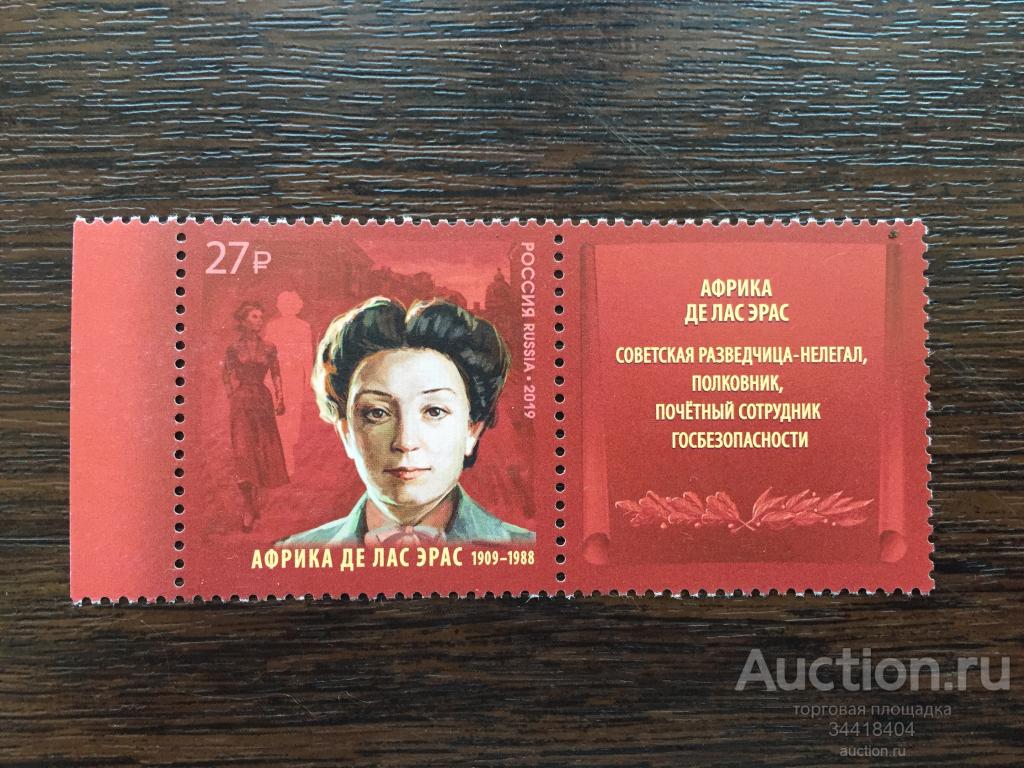 27₽
РОССИЯ RUSSIA • 2019
АФРИКА ДЕ ЛАС ЭРАС 1909–1988
АФРИКА
ДЕ ЛАС ЭРАС
СОВЕТСКАЯ РАЗВЕДЧИЦА-НЕЛЕГАЛ,
ПОЛКОВНИК,
ПОЧЁТНЫЙ СОТРУДНИК
ГОСБЕЗОПАСНОСТИ
Auction.ru
торговая площадка
34418404
auction.ru